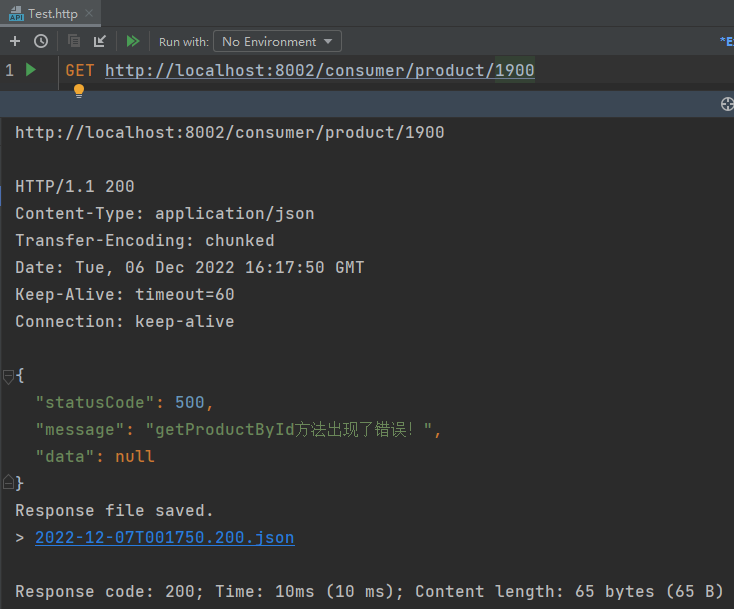 Test.http
Run with: No Environment
*E
1 GET http://localhost:8002/consumer/product/1900
http://localhost:8002/consumer/product/1900
HTTP/1.1 200
Content-Type: application/json
Transfer-Encoding: chunked
Date: Tue, 06 Dec 2022 16:17:50 GMT
Keep-Alive: timeout=60
Connection: keep-alive
{
"statusCode": 500,
"message": "getProductById方法出现了错误！",
"data": null
}
Response file saved.
> 2022-12-07T001750.200.json
Response code: 200; Time: 10ms (10 ms); Content length: 65 bytes (65 B)